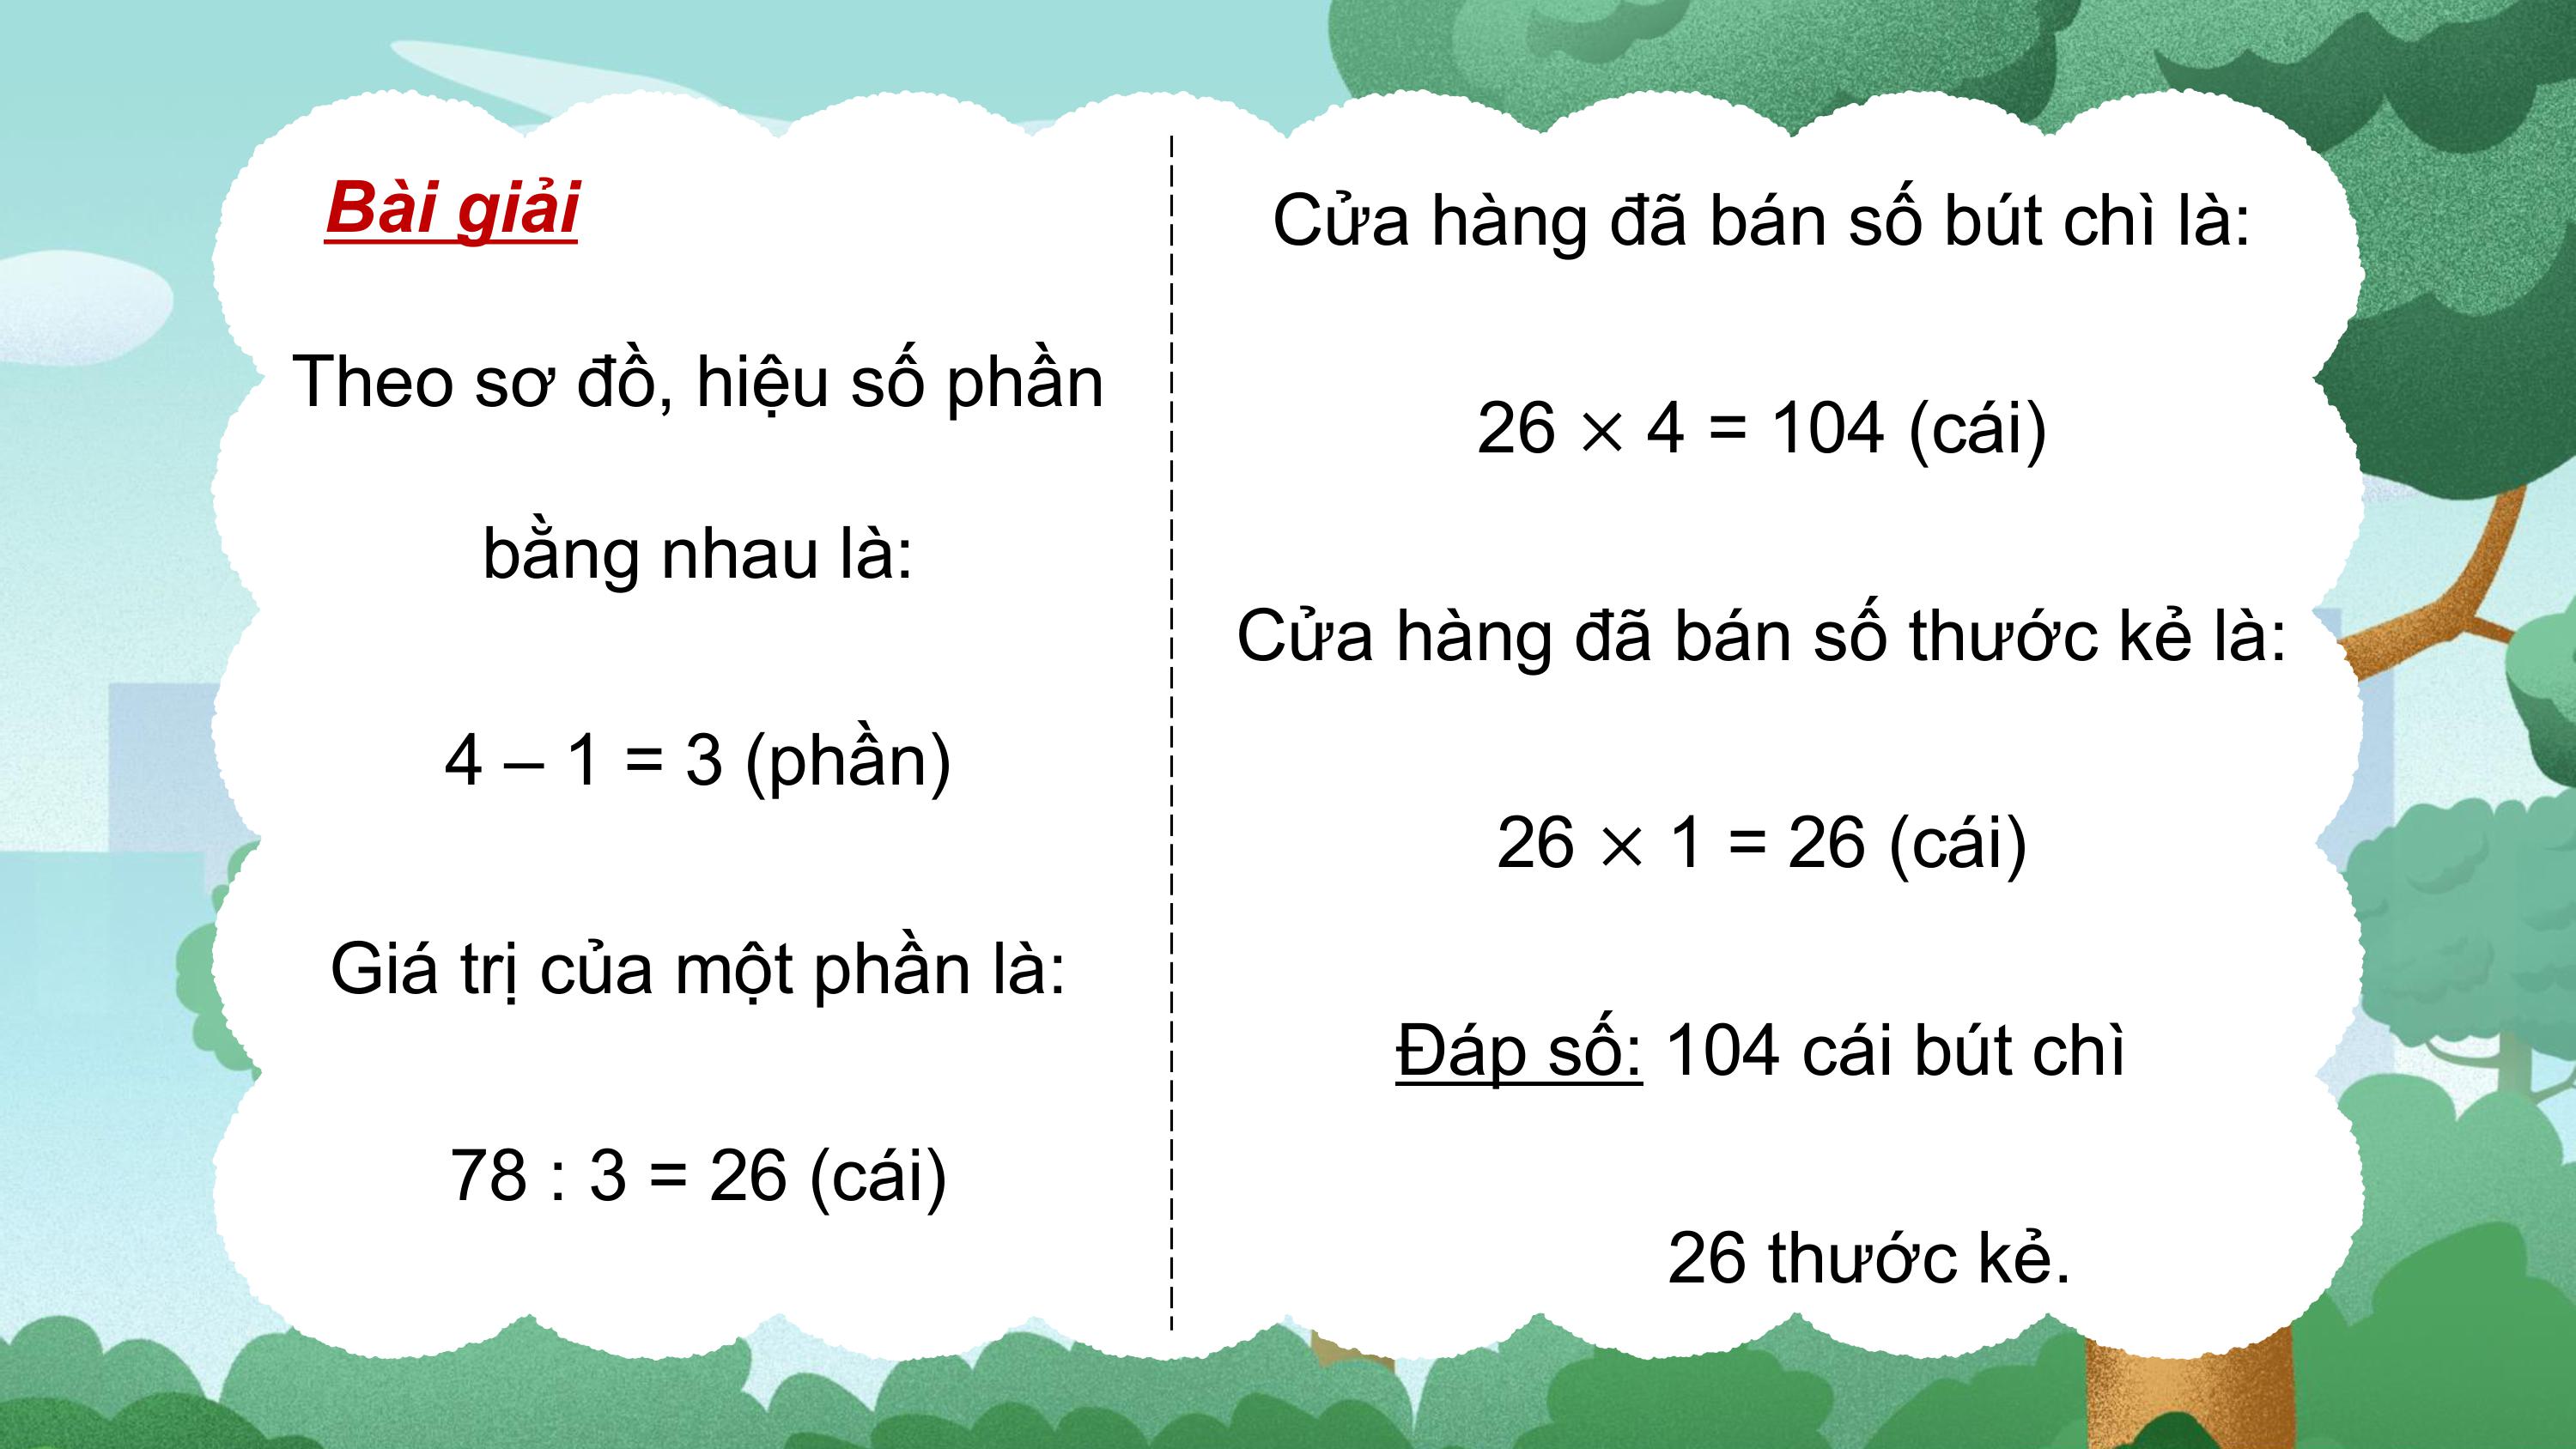 Bài giải
Theo sơ đồ, hiệu số phần
bằng nhau là:
4 – 1 = 3 (phần)
Giá trị của một phần là:
78 : 3 = 26 (cái)
Cửa hàng đã bán số bút chì là:
26 × 4 = 104 (cái)
Cửa hàng đã bán số thước kẻ là:
26 × 1 = 26 (cái)
Đáp số: 104 cái bút chì
26 thước kẻ.